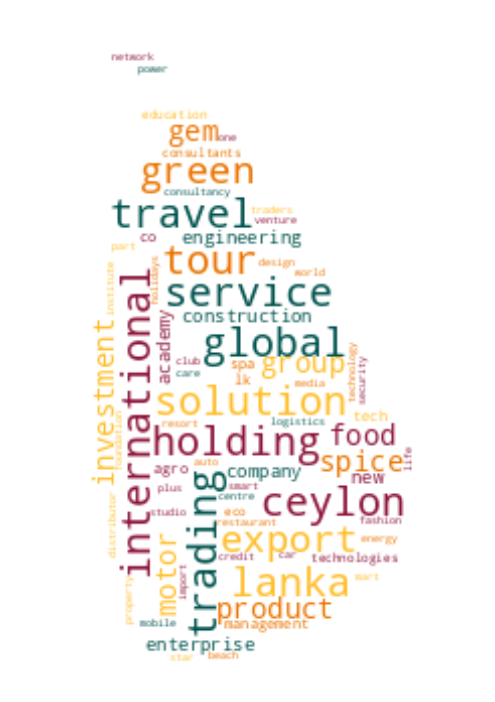 network
power
education
gem
one
consultants
green
consultancy
travel
traders
venture
co
engineering
part
tour
design
world
holidays
institute
service
construction
international
academy
global
investment
club
care
spa
lk
group
technology
security
media
solution
resort
logistics
tech
foundation
holding
food
life
agro
auto
company
spice
new
plus
smart
centre
trading
ceylon
studio
eco
restaurant
fashion
distributor
export
energy
motor
credit
car
technologies
import
lanka
mart
property
product
mobile
management
enterprise
star
beach